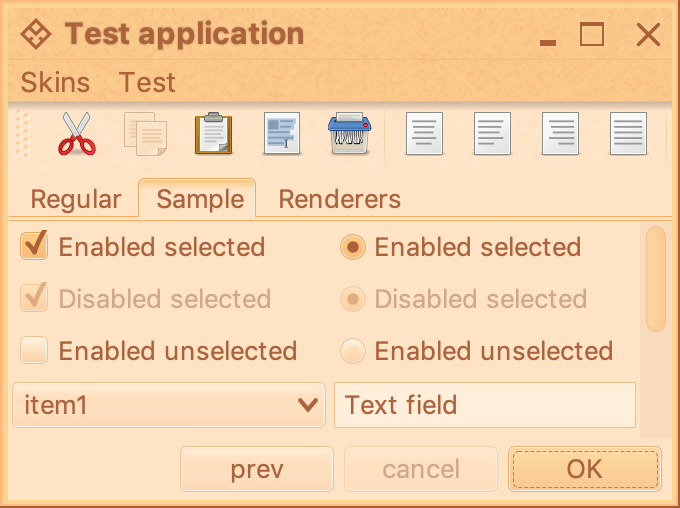 Test application
Skins Test
Regular Sample Renderers
Enabled selected Enabled selected
Disabled selected Disabled selected
Enabled unselected Enabled unselected
item1 Text field
prev cancel OK